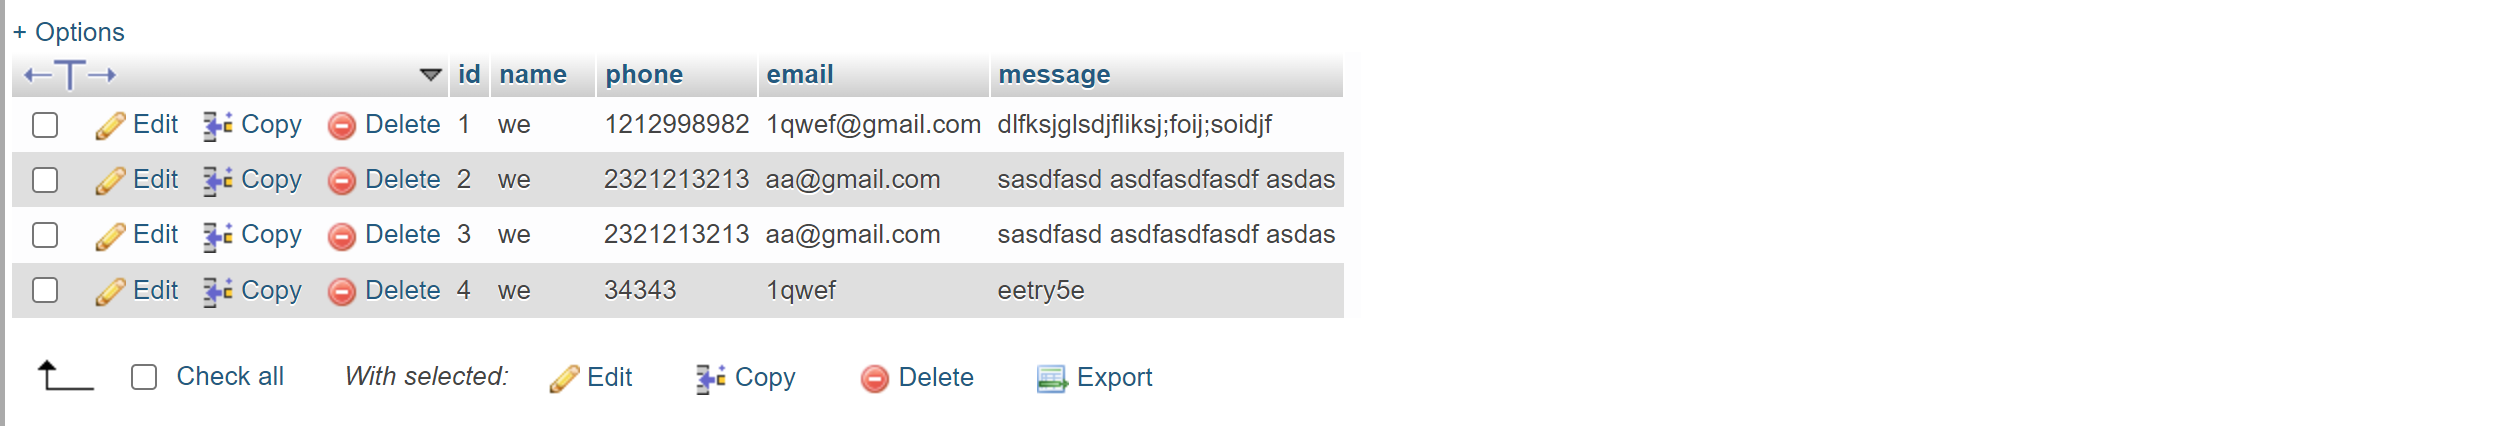 + Options
←T→ id name phone email message
Edit Copy Delete 1 we 1212998982 1qwef@gmail.com dlfksjglsdjfliksj;foij;soidjf
Edit Copy Delete 2 we 2321213213 aa@gmail.com sasdfasd asdfasdfasdf asdas
Edit Copy Delete 3 we 2321213213 aa@gmail.com sasdfasd asdfasdfasdf asdas
Edit Copy Delete 4 we 34343 1qwef eetry5e
Check all With selected: Edit Copy Delete Export